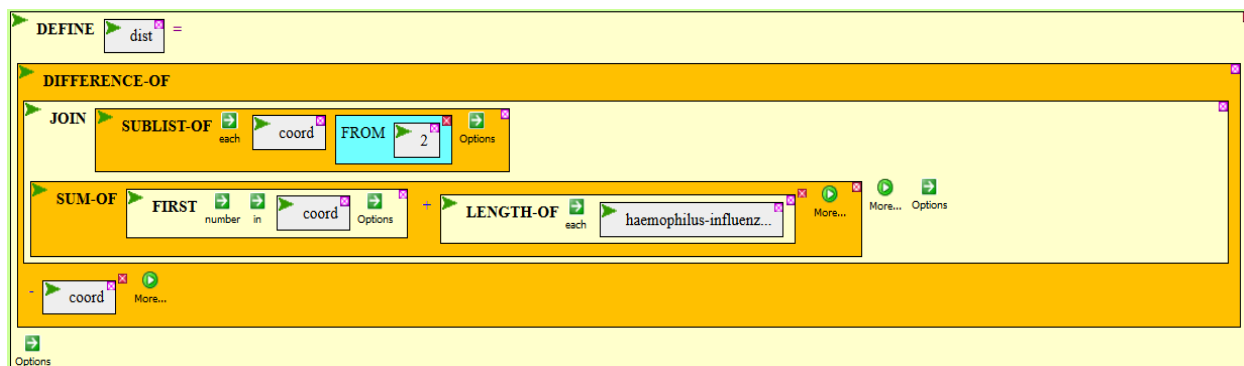 DEFINE dist =
DIFFERENCE-OF
JOIN SUBLIST-OF each coord FROM 2 Options
SUM-OF FIRST number in coord Options + LENGTH-OF each haemophilus-influenz... More... More... Options
- coord More...
Options